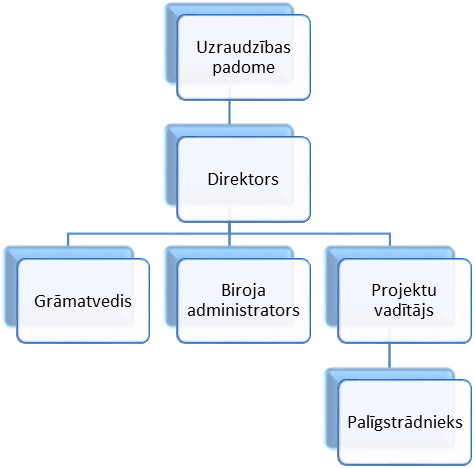 Uzraudzības
padome
Direktors
Grāmatvedis
Biroja
administrators
Projektu
vadītājs
Palīgstrādnieks